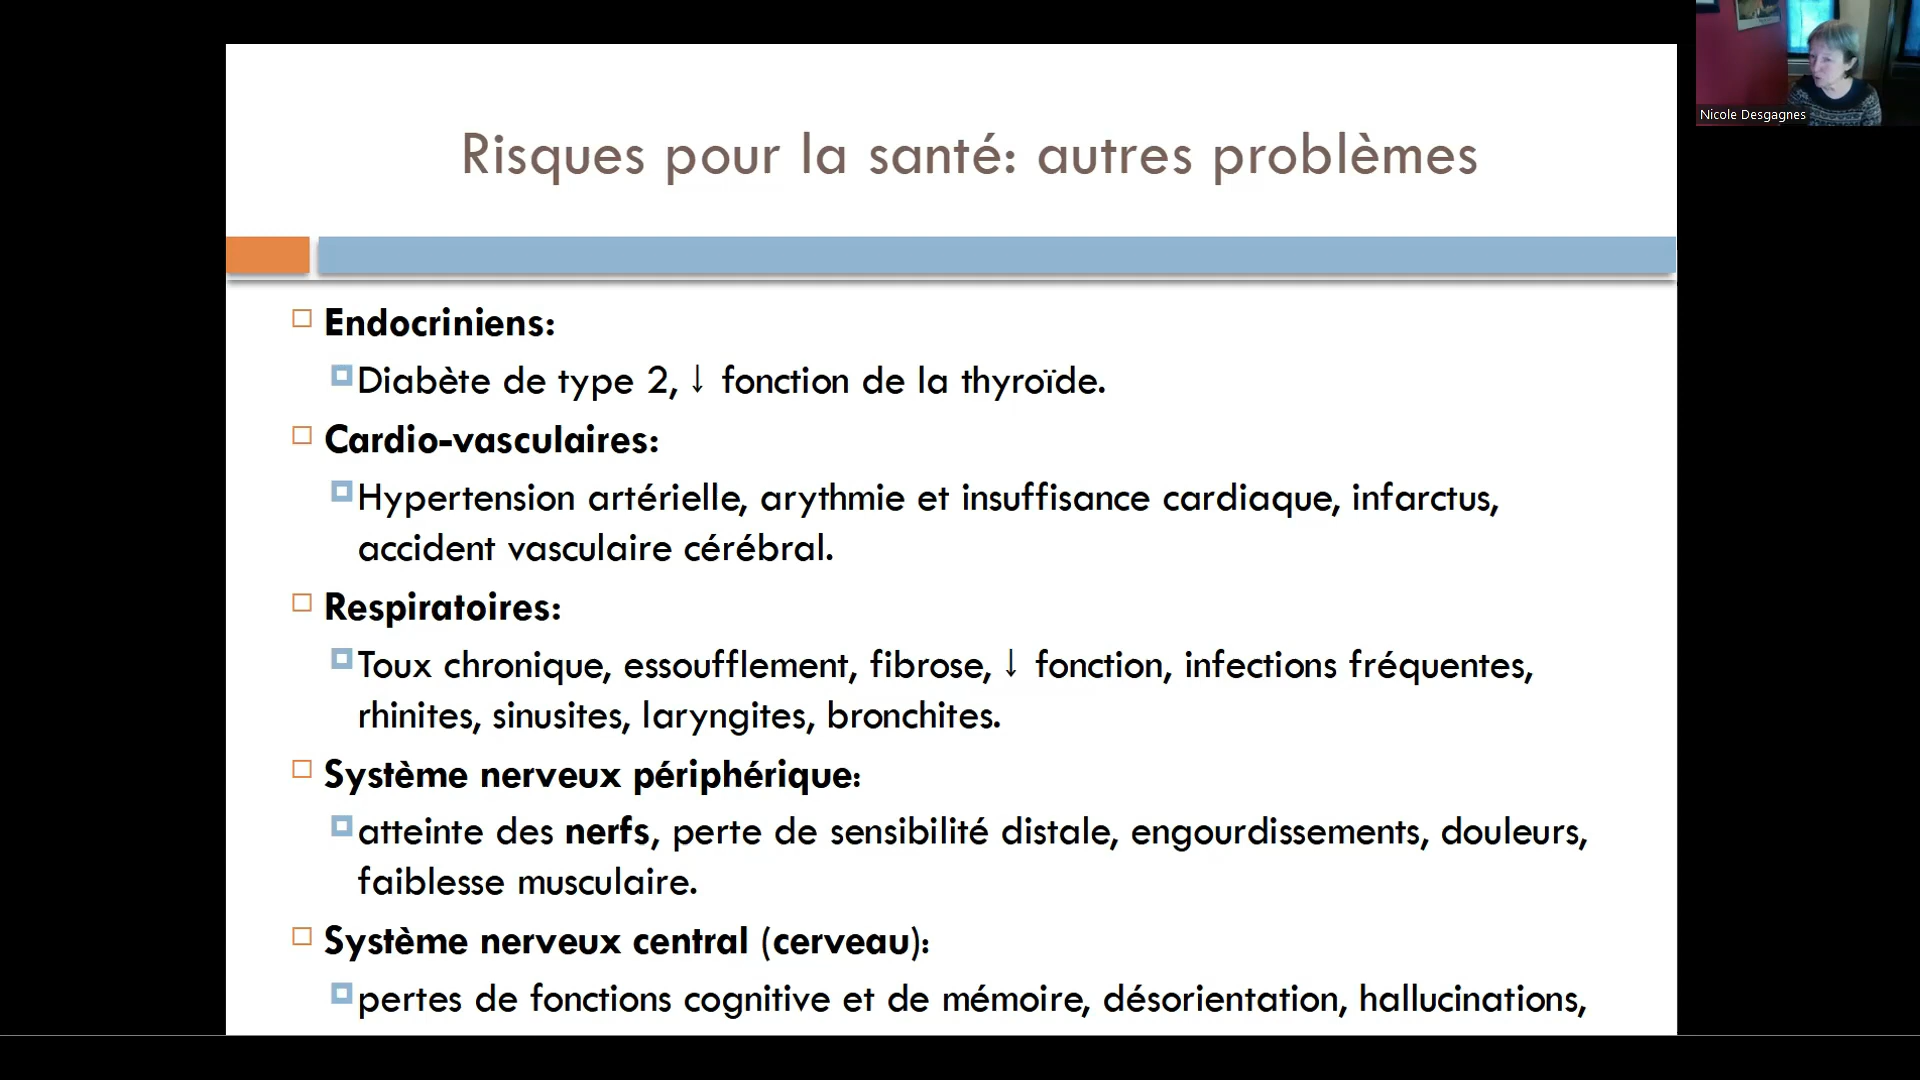 Nicole Desgagnes
Risques pour la santé: autres problèmes
Endocriniens:
Diabète de type 2, ↓ fonction de la thyroïde.
Cardio-vasculaires:
Hypertension artérielle, arythmie et insuffisance cardiaque, infarctus,
accident vasculaire cérébral.
Respiratoires:
Toux chronique, essoufflement, fibrose, ↓ fonction, infections fréquentes,
rhinites, sinusites, laryngites, bronchites.
Système nerveux périphérique:
atteinte des nerfs, perte de sensibilité distale, engourdissements, douleurs,
faiblesse musculaire.
Système nerveux central (cerveau):
pertes de fonctions cognitive et de mémoire, désorientation, hallucinations,